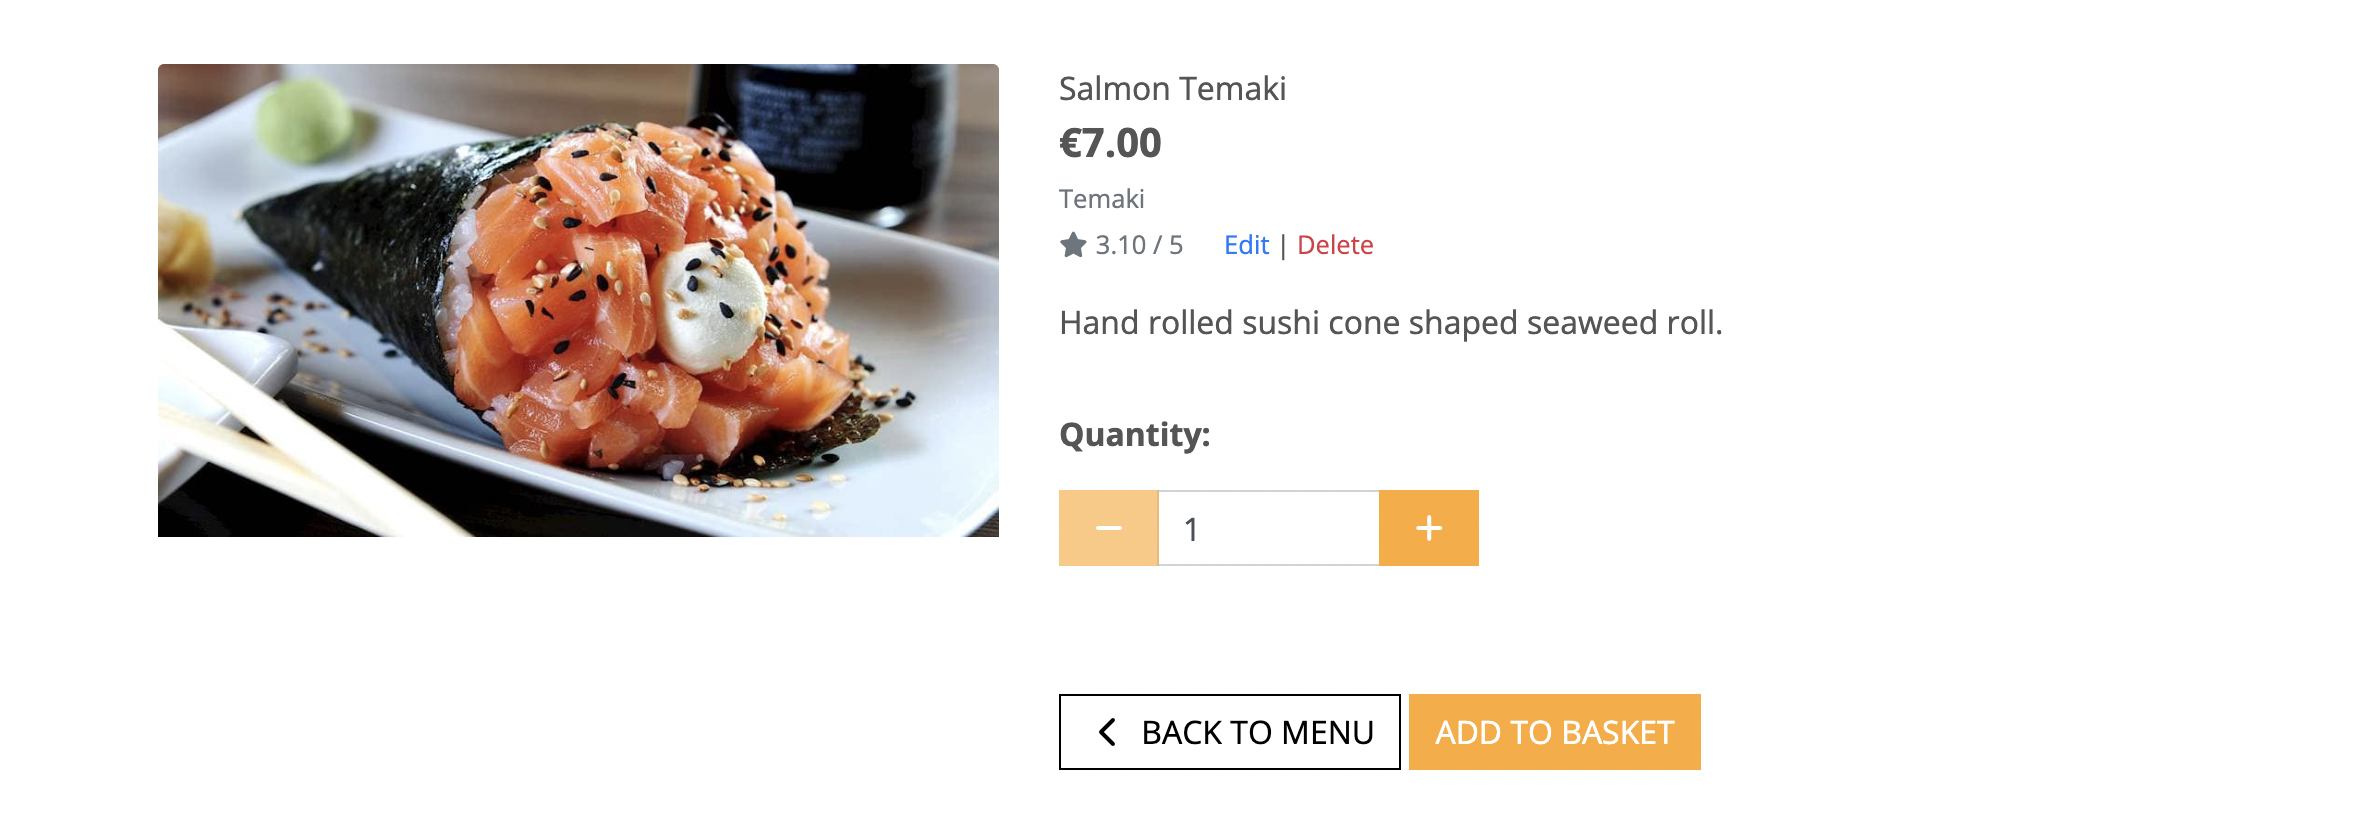 Salmon Temaki
€7.00
Temaki
3.10 / 5 Edit | Delete
Hand rolled sushi cone shaped seaweed roll.
Quantity:
1
BACK TO MENU ADD TO BASKET